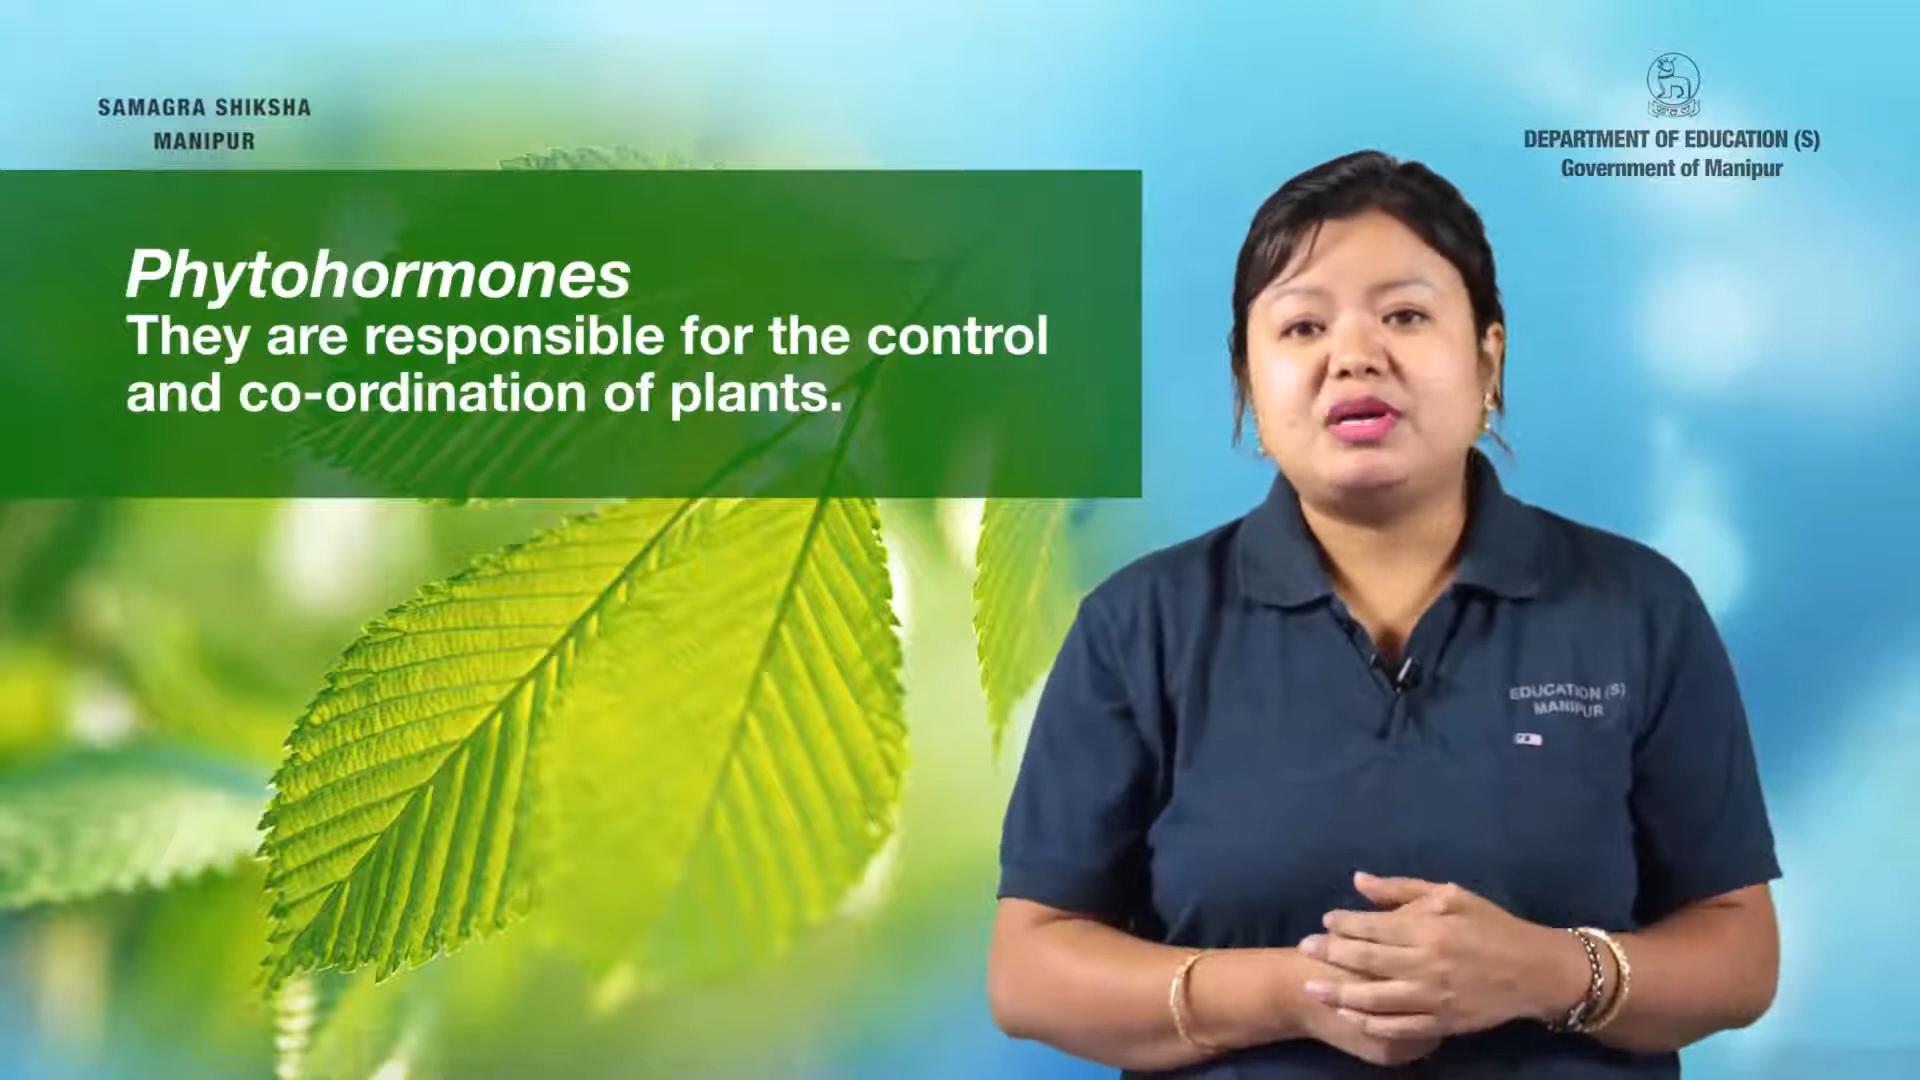 SAMAGRA SHIKSHA
MANIPUR
DEPARTMENT OF EDUCATION (S)
Government of Manipur
Phytohormones
They are responsible for the control
and co-ordination of plants.
EDUCATION (S)
MANIPUR